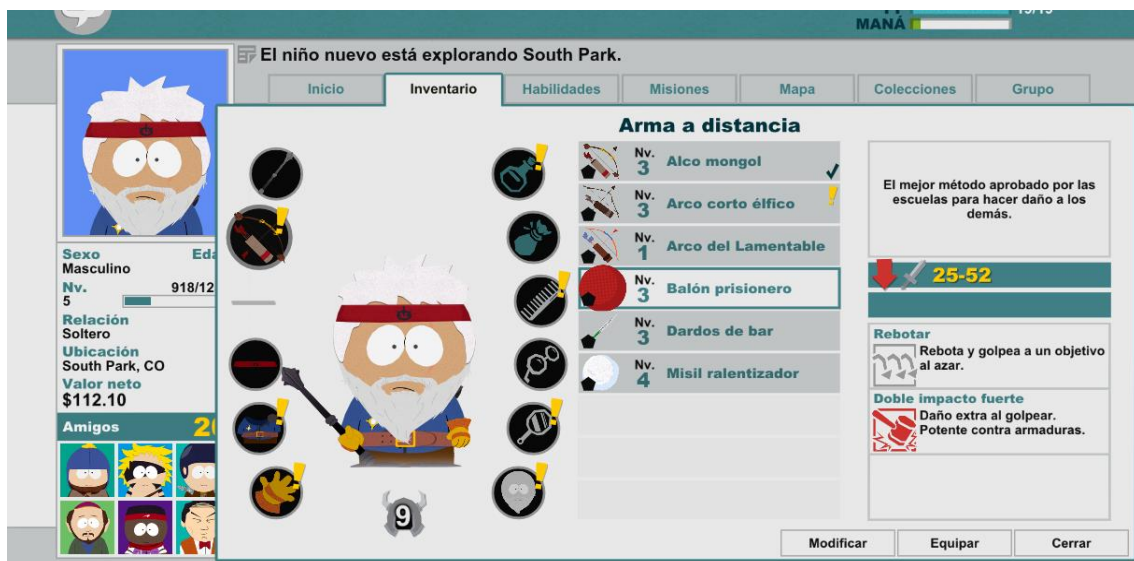 MANÁ
El niño nuevo está explorando South Park.
Inicio
Inventario
Habilidades
Misiones
Mapa
Colecciones
Grupo
Sexo
Masculino
Nv.
5
918/12
Relación
Soltero
Ubicación
South Park, CO
Valor neto
$112.10
Amigos
9
Arma a distancia
Nv. 3 Alco mongol
Nv. 3 Arco corto élfico
Nv. 1 Arco del Lamentable
Nv. 3 Balón prisionero
Nv. 3 Dardos de bar
Nv. 4 Misil ralentizador
El mejor método aprobado por las
escuelas para hacer daño a los
demás.
25-52
Rebotar
Rebota y golpea a un objetivo
al azar.
Doble impacto fuerte
Daño extra al golpear.
Potente contra armaduras.
Modificar
Equipar
Cerrar